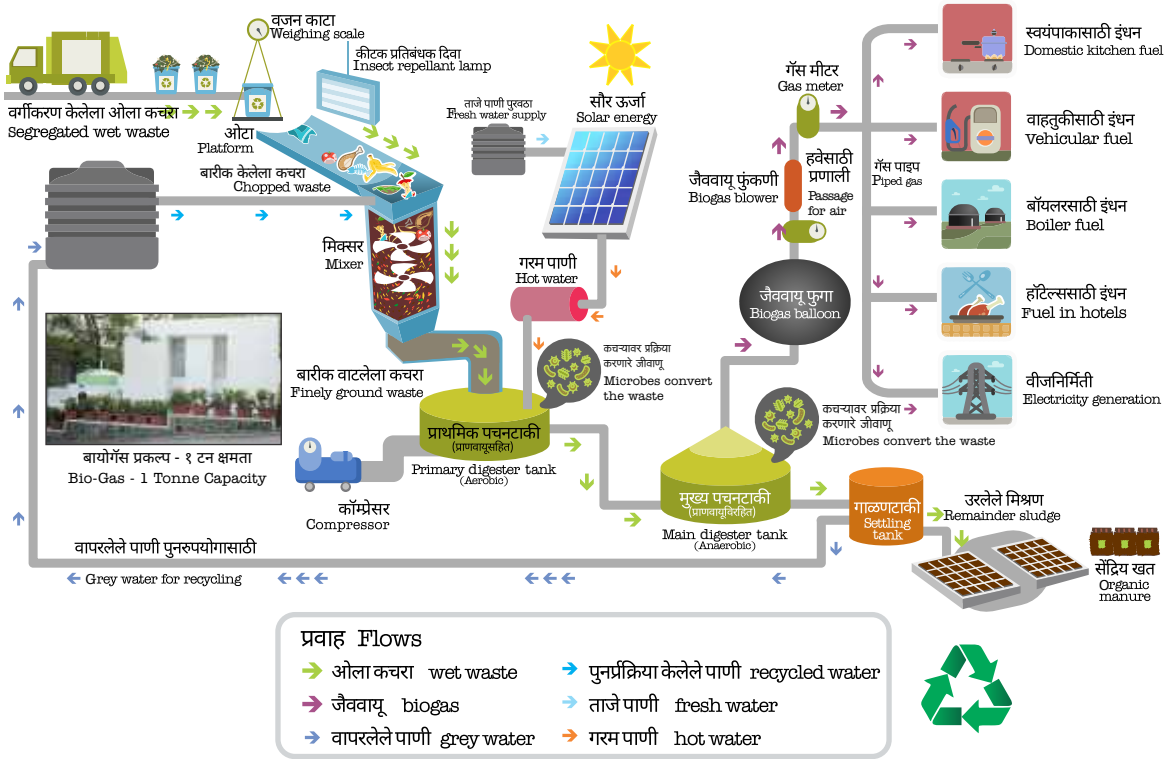 वजन काटा
Weighing scale
कीटक प्रतिबंधक दिवा
Insect repellant lamp
वर्गीकरण केलेला ओला कचरा
Segregated wet waste
ओटा
Platform
बारीक केलेला कचरा
Chopped waste
ताजे पाणी पुरवठा
Fresh water supply
सौर ऊर्जा
Solar energy
गॅस मीटर
Gas meter
स्वयंपाकासाठी इंधन
Domestic kitchen fuel
वाहतुकीसाठी इंधन
Vehicular fuel
हवेसाठी
प्रणाली
Passage
for air
गॅस पाइप
Piped gas
जैववायू फुंकणी
Biogas blower
बॉयलरसाठी इंधन
Boiler fuel
मिक्सर
Mixer
गरम पाणी
Hot water
जैववायू फुगा
Biogas balloon
हॉटेल्ससाठी इंधन
Fuel in hotels
कचऱ्यावर प्रक्रिया
करणारे जीवाणू
Microbes convert
the waste
बारीक वाटलेला कचरा
Finely ground waste
वीजनिर्मिती
Electricity generation
कचऱ्यावर प्रक्रिया
करणारे जीवाणू
Microbes convert the waste
प्राथमिक पचनटाकी
(प्राणवायूसहित)
Primary digester tank
(Aerobic)
बायोगॅस प्रकल्प - १ टन क्षमता
Bio-Gas - 1 Tonne Capacity
कॉम्प्रेसर
Compressor
मुख्य पचनटाकी
(प्राणवायूविरहित)
Main digester tank
(Anaerobic)
गाळणटाकी
Settling
tank
उरलेले मिश्रण
Remainder sludge
सेंद्रिय खत
Organic
manure
वापरलेले पाणी पुनरुपयोगासाठी
Grey water for recycling
प्रवाह Flows
ओला कचरा wet waste
पुनर्प्रक्रिया केलेले पाणी recycled water
जैववायू biogas
ताजे पाणी fresh water
वापरलेले पाणी grey water
गरम पाणी hot water